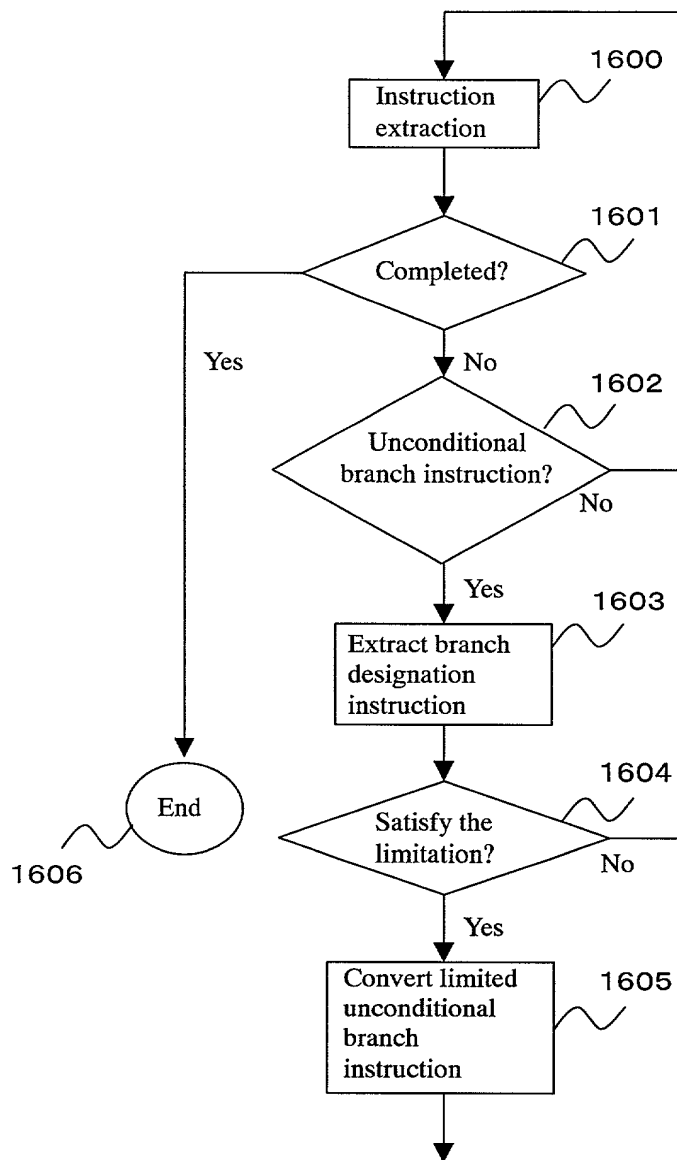 1600
Instruction
extraction
1601
Completed?
Yes
No
1602
Unconditional
branch instruction?
No
Yes
1603
Extract branch
designation
instruction
1604
End
Satisfy the
limitation?
No
1606
Yes
Convert limited
unconditional
branch
instruction
1605